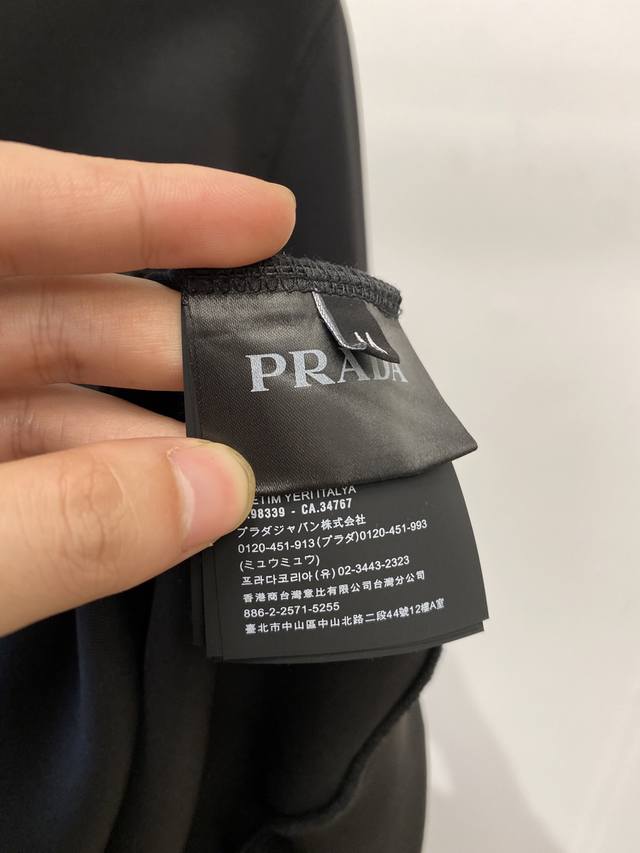 PRADA
ETIM YERI ITALYA
.98339 - CA.34767
プラダジャパン株式会社
0120-451-913(プラダ)0120-451-993
(ミュウミュウ)
프라다코리아(유) 02-3443-2323
香港商台灣意比有限公司台灣分公司
886-2-2571-5255
臺北市中山區中山北路二段44號12樓A室